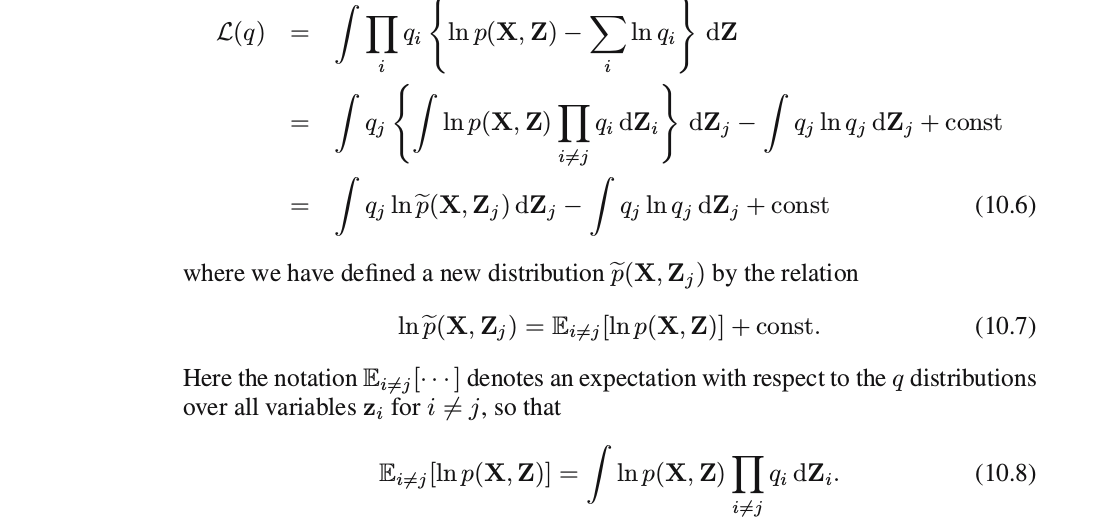 ℒ(q) = ∫ ∏_i q_i { ln p(𝐗, 𝐙) − ∑_i ln q_i } d𝐙
= ∫ q_j { ∫ ln p(𝐗, 𝐙) ∏_{i≠j} q_i d𝐙_i } d𝐙_j − ∫ q_j ln q_j d𝐙_j + const
= ∫ q_j ln p̃(𝐗, 𝐙_j) d𝐙_j − ∫ q_j ln q_j d𝐙_j + const (10.6)
where we have defined a new distribution p̃(𝐗, 𝐙_j) by the relation
ln p̃(𝐗, 𝐙_j) = 𝔼_{i≠j}[ln p(𝐗, 𝐙)] + const. (10.7)
Here the notation 𝔼_{i≠j}[· · ·] denotes an expectation with respect to the q distributions
over all variables 𝐳_i for i ≠ j, so that
𝔼_{i≠j}[ln p(𝐗, 𝐙)] = ∫ ln p(𝐗, 𝐙) ∏_{i≠j} q_i d𝐙_i. (10.8)